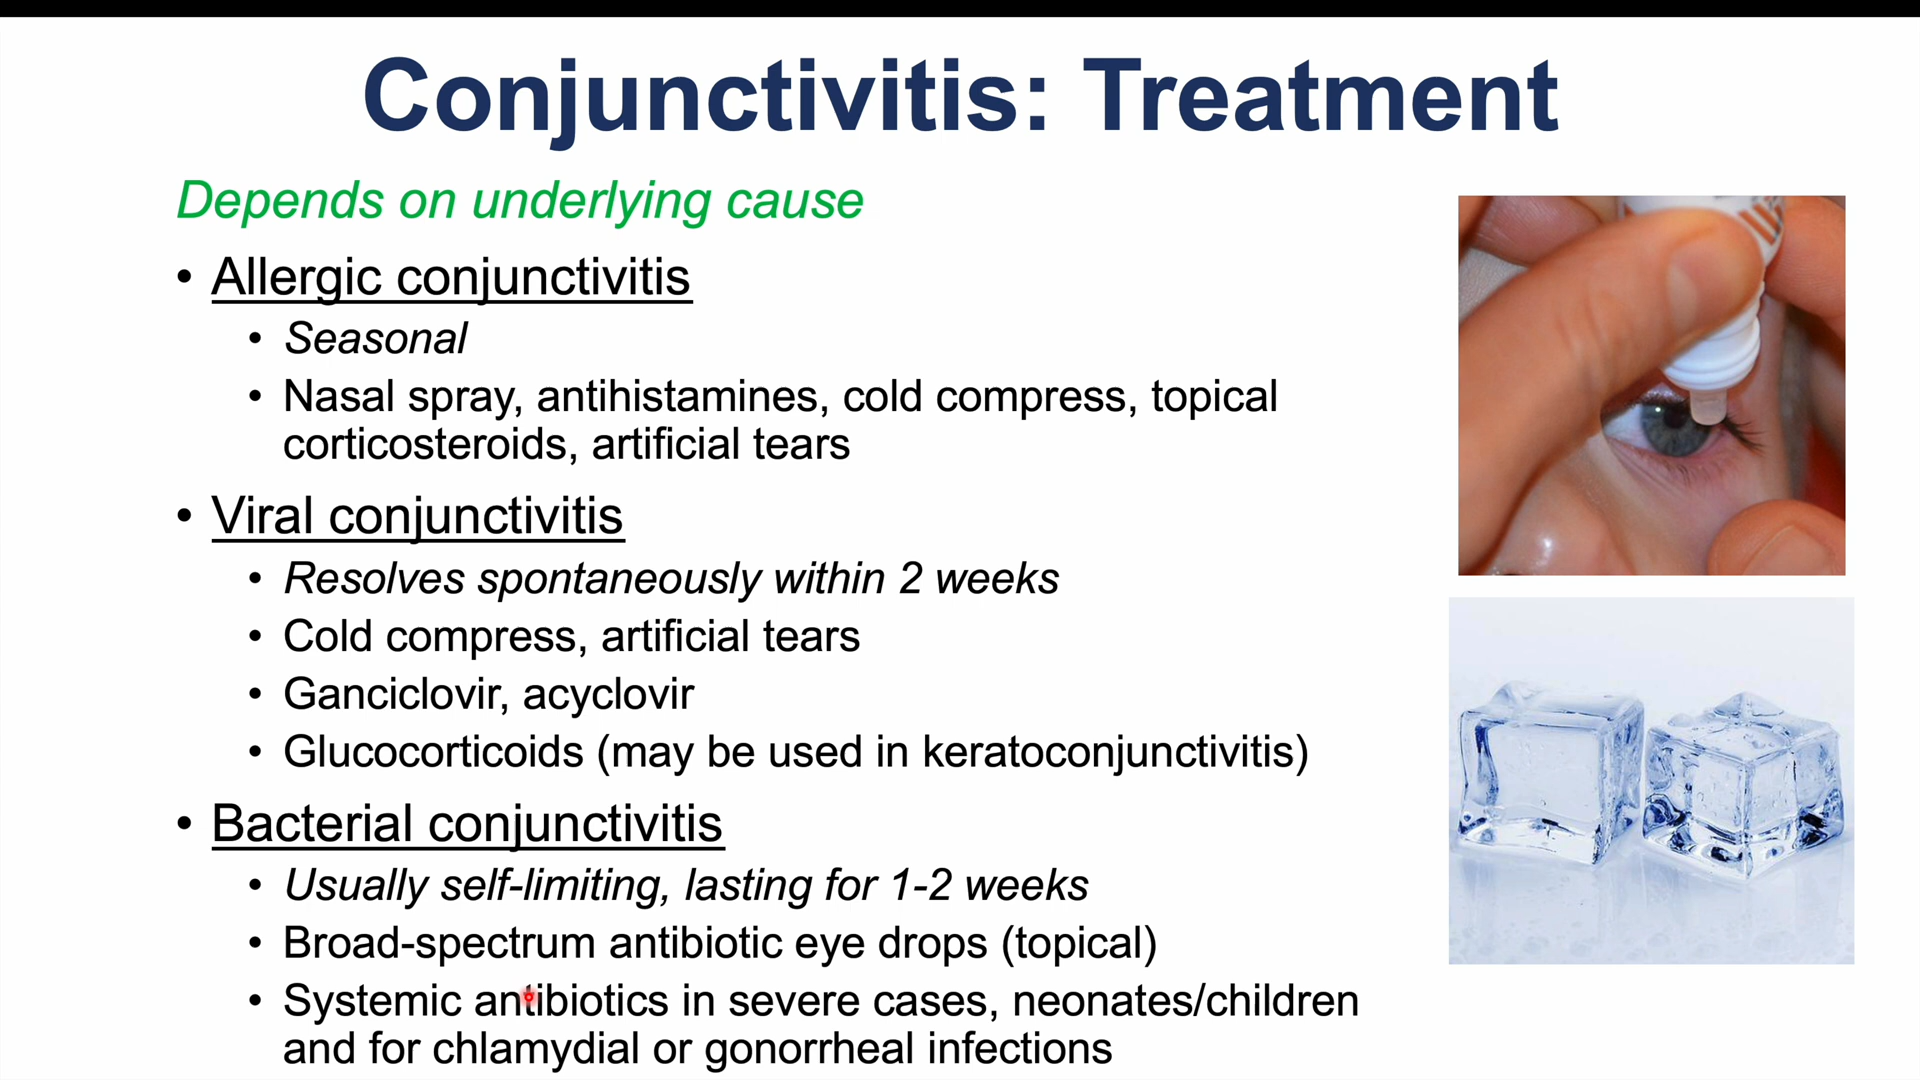 Conjunctivitis: Treatment
Depends on underlying cause
• Allergic conjunctivitis
• Seasonal
• Nasal spray, antihistamines, cold compress, topical
corticosteroids, artificial tears
• Viral conjunctivitis
• Resolves spontaneously within 2 weeks
• Cold compress, artificial tears
• Ganciclovir, acyclovir
• Glucocorticoids (may be used in keratoconjunctivitis)
• Bacterial conjunctivitis
• Usually self-limiting, lasting for 1-2 weeks
• Broad-spectrum antibiotic eye drops (topical)
• Systemic antibiotics in severe cases, neonates/children
and for chlamydial or gonorrheal infections